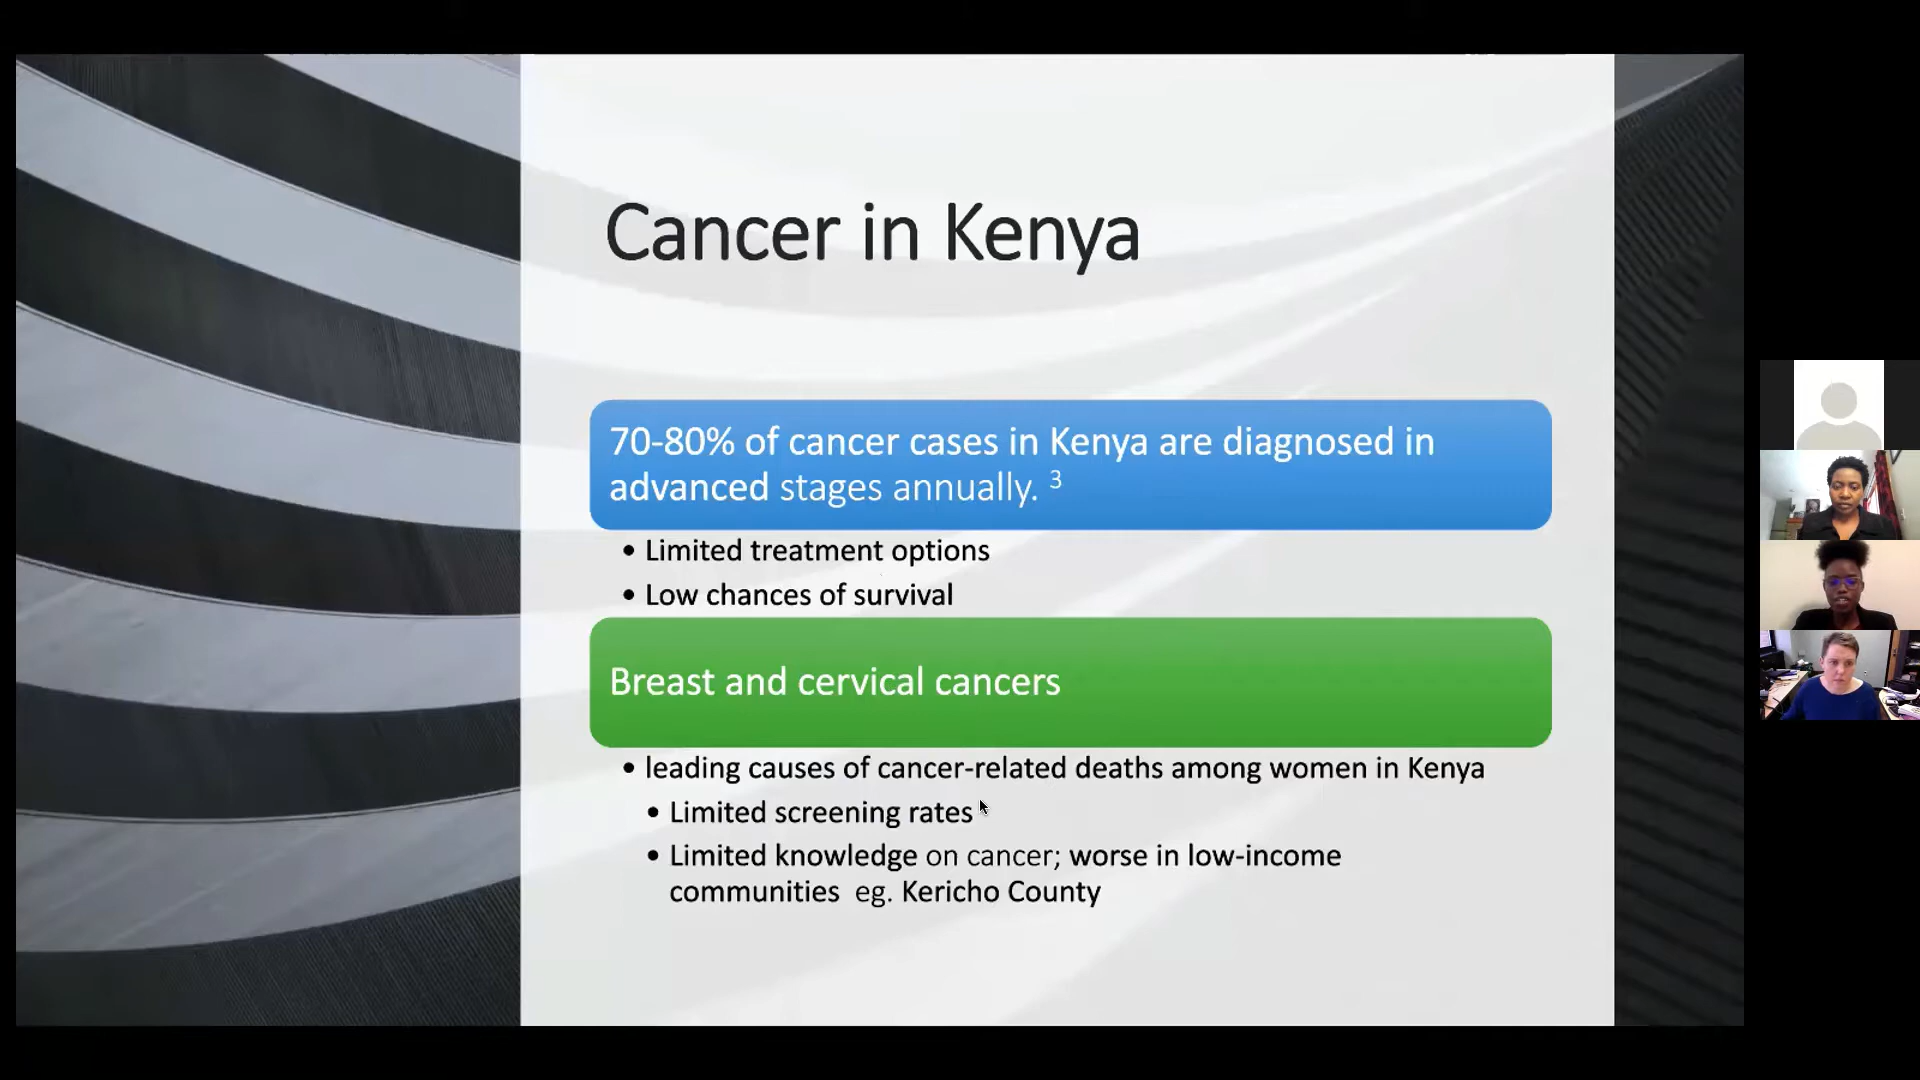 Cancer in Kenya
70-80% of cancer cases in Kenya are diagnosed in
advanced stages annually. 3
• Limited treatment options
• Low chances of survival
Breast and cervical cancers
• leading causes of cancer-related deaths among women in Kenya
• Limited screening rates
• Limited knowledge on cancer; worse in low-income
communities  eg. Kericho County